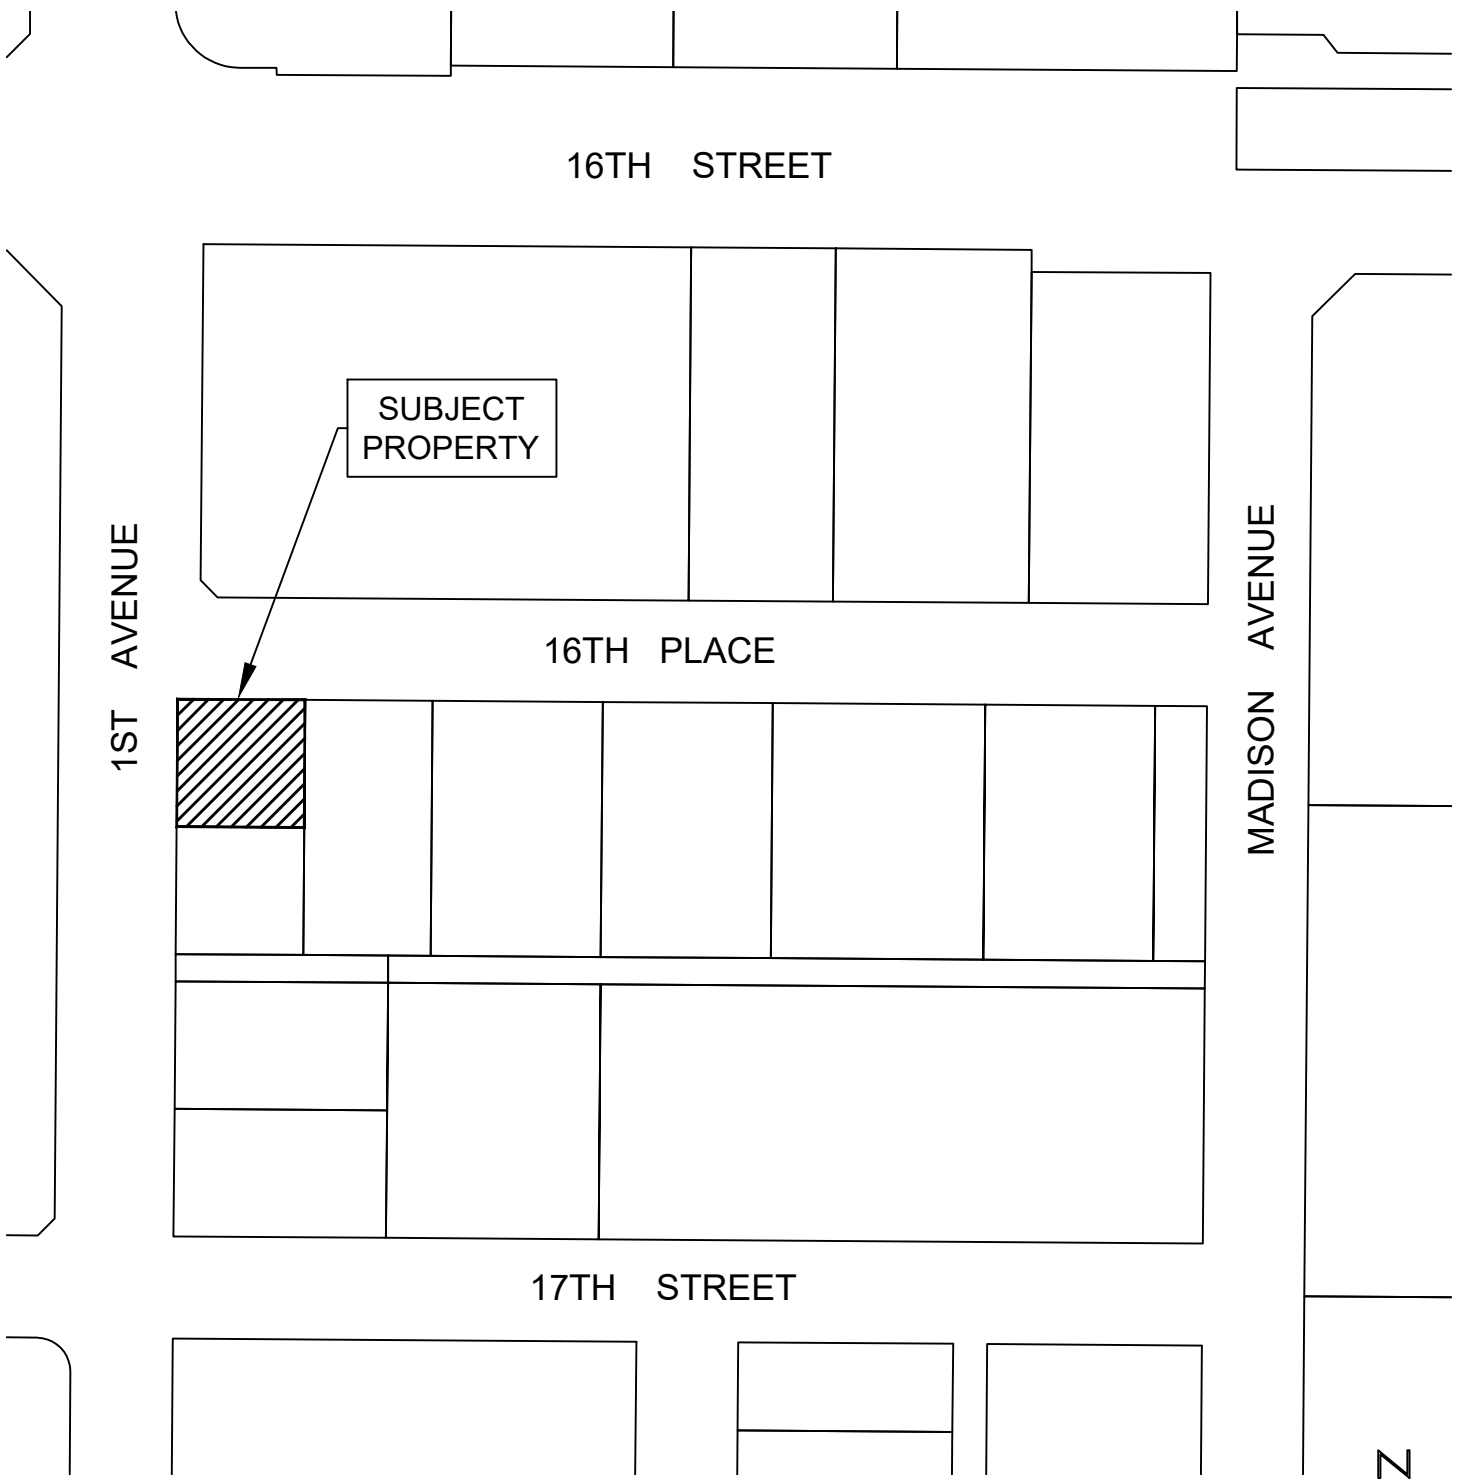 16TH STREET
SUBJECT
PROPERTY
1ST AVENUE
MADISON AVENUE
16TH PLACE
17TH STREET
N